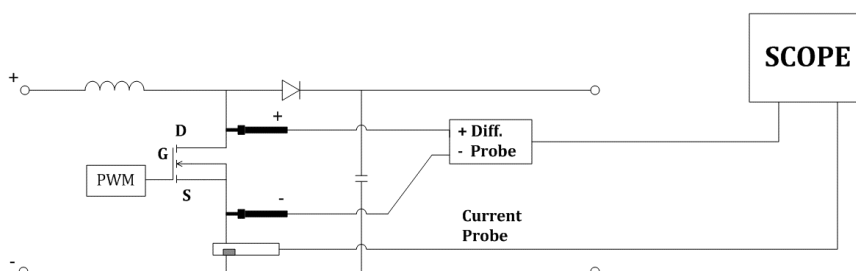 SCOPE
+
D
+
+ Diff.
- Probe
G
PWM
S
-
Current
Probe
-